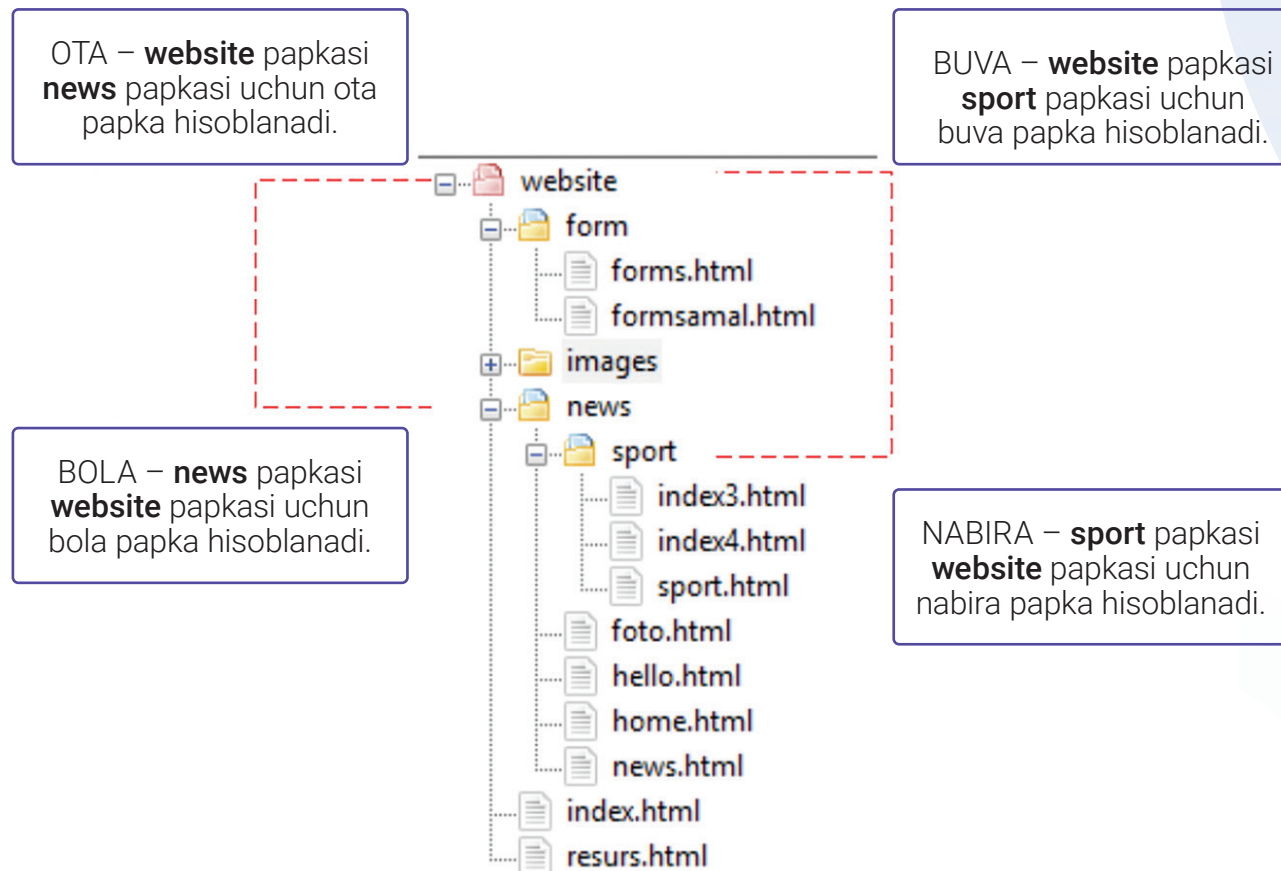 OTA – website papkasi
news papkasi uchun ota
papka hisoblanadi.
BUVA – website papkasi
sport papkasi uchun
buva papka hisoblanadi.
website
form
forms.html
formsamal.html
images
news
sport
index3.html
index4.html
sport.html
foto.html
hello.html
home.html
news.html
index.html
resurs.html
BOLA – news papkasi
website papkasi uchun
bola papka hisoblanadi.
NABIRA – sport papkasi
website papkasi uchun
nabira papka hisoblanadi.